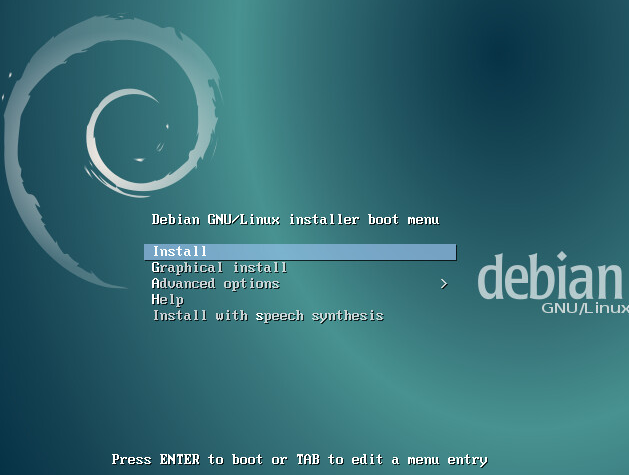 Debian GNU/Linux installer boot menu
Install
Graphical install
Advanced options >
Help
Install with speech synthesis
debian
GNU/Linux
Press ENTER to boot or TAB to edit a menu entry